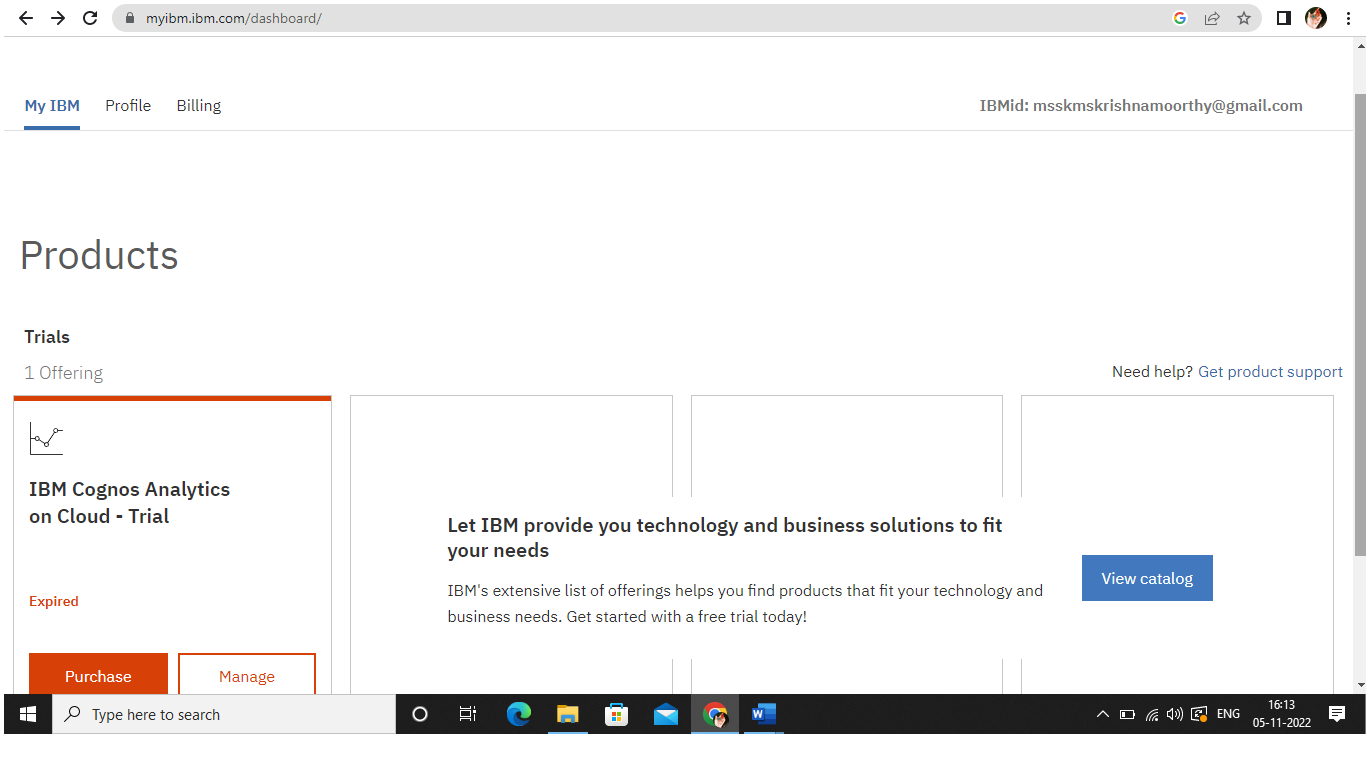 myibm.ibm.com/dashboard/
My IBM Profile Billing IBMid: msskmskrishnamoorthy@gmail.com
Products
Trials
1 Offering
Need help? Get product support
IBM Cognos Analytics
on Cloud - Trial
Expired
Purchase Manage
Let IBM provide you technology and business solutions to fit
your needs
IBM's extensive list of offerings helps you find products that fit your technology and
business needs. Get started with a free trial today!
View catalog
Type here to search
ENG
16:13
05-11-2022